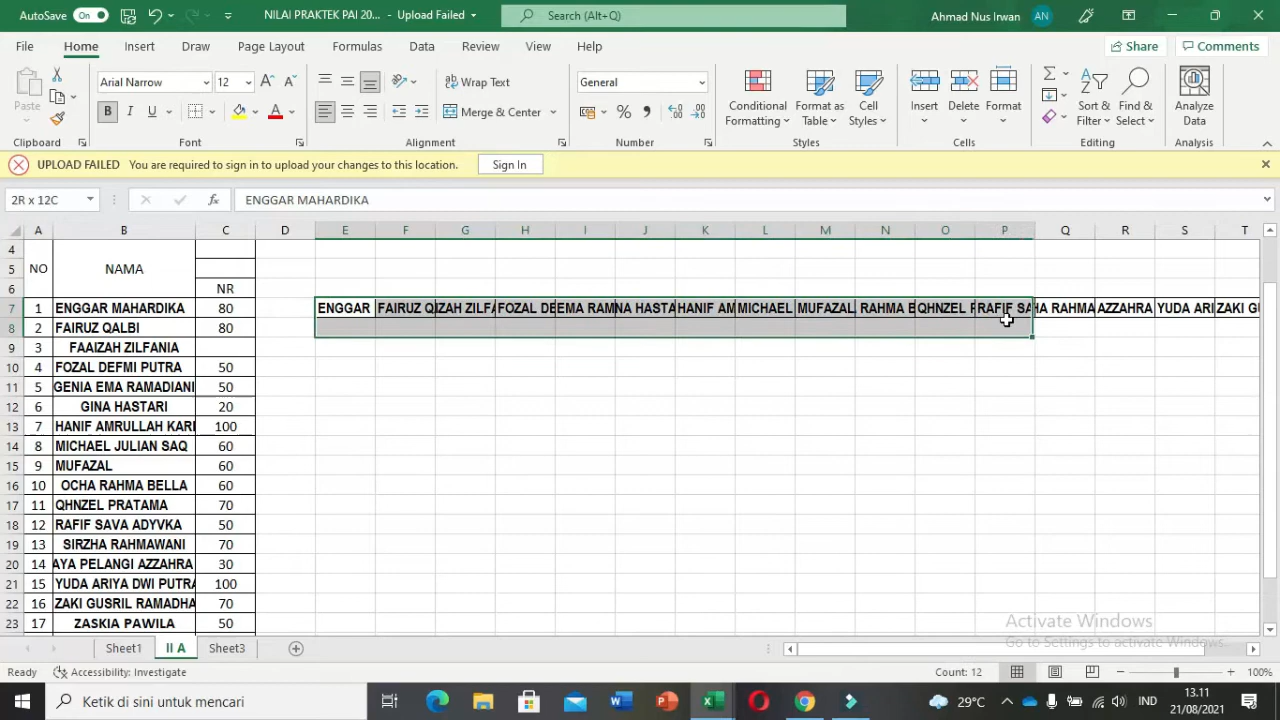 AutoSave On NILAI PRAKTEK PAI 20... - Upload Failed Search (Alt+Q) Ahmad Nus Irwan AN
File Home Insert Draw Page Layout Formulas Data Review View Help Share Comments
Paste Arial Narrow 12 Wrap Text General Conditional Formatting Format as Table Cell Styles Insert Delete Format Sort & Filter Find & Select Analyze Data
B I U Merge & Center
Clipboard Font Alignment Number Styles Cells Editing Analysis
UPLOAD FAILED You are required to sign in to upload your changes to this location. Sign In
2R x 12C fx ENGGAR MAHARDIKA
A B C D E F G H I J K L M N O P Q R S T
4
5 NO NAMA
6 NR
7 1 ENGGAR MAHARDIKA 80 ENGGAR FAIRUZ QA IZAH ZILFA FOZAL DE EMA RAM NA HASTA HANIF AM MICHAEL MUFAZAL RAHMA B QHNZEL P RAFIF SA HA RAHMA AZZAHRA YUDA ARI ZAKI GU
8 2 FAIRUZ QALBI 80
9 3 FAAIZAH ZILFANIA
10 4 FOZAL DEFMI PUTRA 50
11 5 GENIA EMA RAMADIANI 50
12 6 GINA HASTARI 20
13 7 HANIF AMRULLAH KARI 100
14 8 MICHAEL JULIAN SAQ 60
15 9 MUFAZAL 60
16 10 OCHA RAHMA BELLA 60
17 11 QHNZEL PRATAMA 70
18 12 RAFIF SAVA ADYVKA 50
19 13 SIRZHA RAHMAWANI 70
20 14 AYA PELANGI AZZAHRA 30
21 15 YUDA ARIYA DWI PUTRA 100
22 16 ZAKI GUSRIL RAMADHA 70
23 17 ZASKIA PAWILA 50
Activate Windows
Go to Settings to activate Windows.
Sheet1 II A Sheet3
Ready Accessibility: Investigate Count: 12 100%
Ketik di sini untuk mencari 29°C IND 13.11
21/08/2021